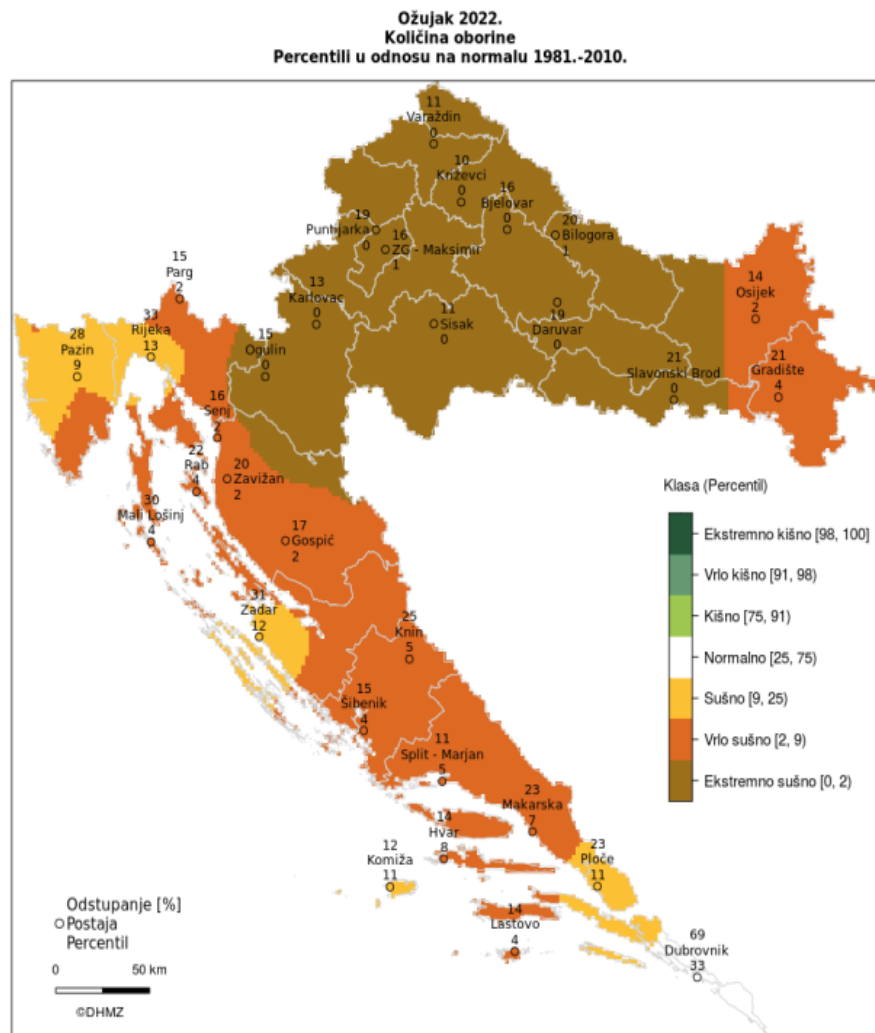 Ožujak 2022.
Količina oborine
Percentili u odnosu na normalu 1981.-2010.
11
Varaždin
0
10
Križevci
0
16
Bjelovar
0
19
Puntijarka
0
16
ZG - Maksimir
1
20
Bilogora
1
15
Parg
2
13
Karlovac
0
11
Sisak
0
19
Daruvar
0
14
Osijek
2
33
Rijeka
13
28
Pazin
9
15
Ogulin
0
21
Slavonski Brod
0
21
Gradište
4
16
Senj
2
22
Rab
4
20
Zavižan
2
30
Mali Lošinj
4
17
Gospić
2
31
Zadar
12
25
Knin
5
15
Šibenik
4
11
Split - Marjan
5
23
Makarska
7
14
Hvar
8
12
Komiža
11
23
Ploče
11
14
Lastovo
4
69
Dubrovnik
33
Klasa (Percentil)
Ekstremno kišno [98, 100]
Vrlo kišno [91, 98)
Kišno [75, 91)
Normalno [25, 75)
Sušno [9, 25)
Vrlo sušno [2, 9)
Ekstremno sušno [0, 2)
Odstupanje [%]
Postaja
Percentil
0 50 km
©DHMZ